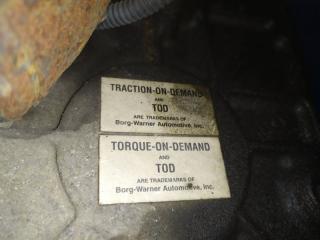 TRACTION-ON-DEMAND
AND
TOD
ARE TRADEMARKS OF
Borg-Warner Automotive, Inc.
TORQUE-ON-DEMAND
AND
TOD
ARE TRADEMARKS OF
Borg-Warner Automotive, Inc.